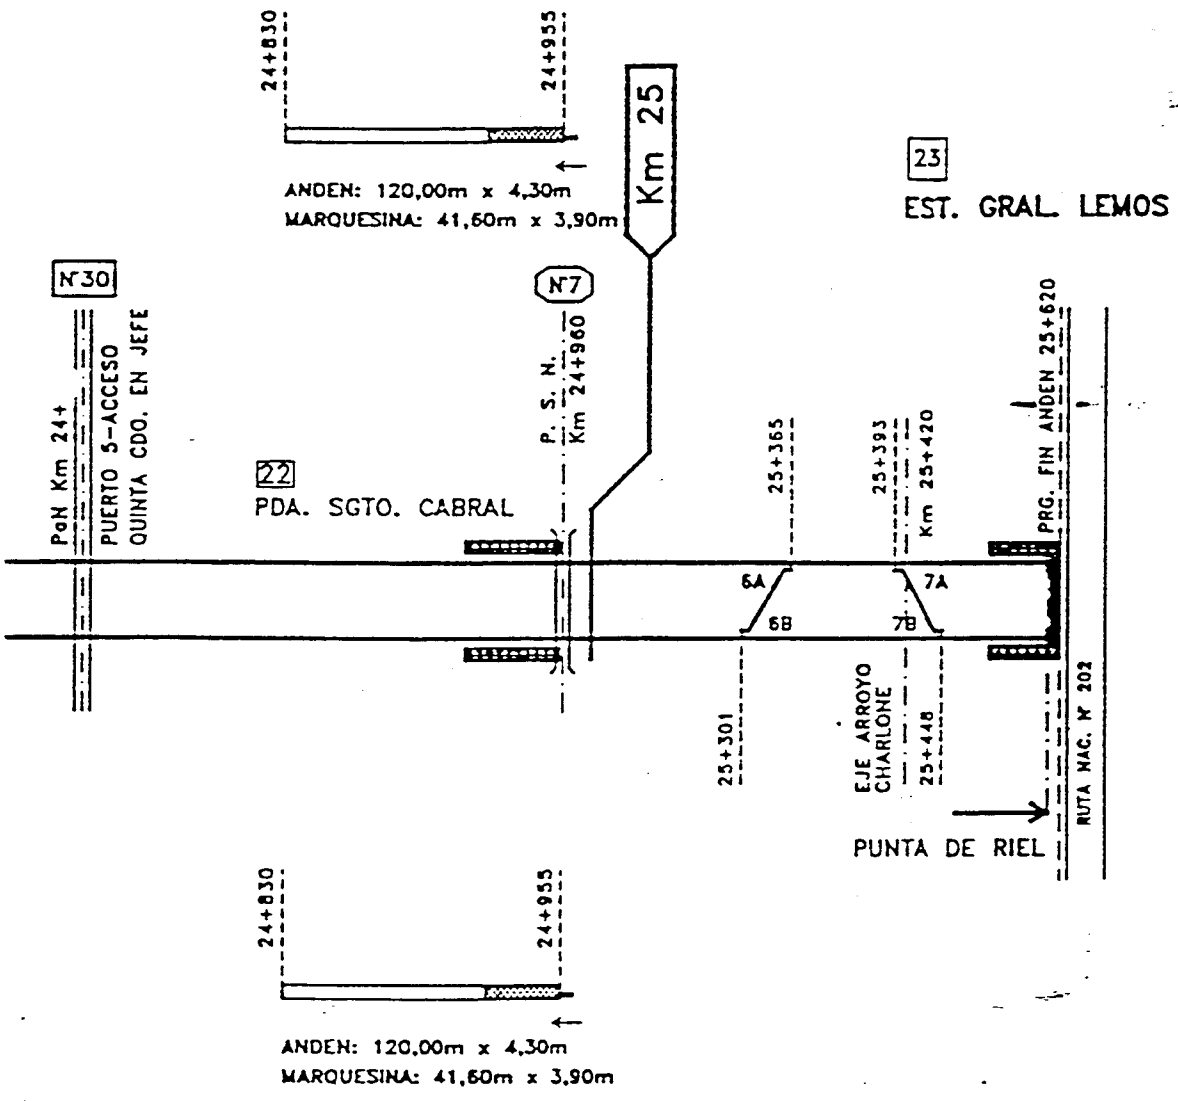 24+830
24+955
ANDEN: 120,00m x 4,30m
MARQUESINA: 41,60m x 3,90m
Km 25
23
EST. GRAL. LEMOS
N°30
PaN Km 24+
PUERTO 5-ACCESO
QUINTA CDO. EN JEFE
22
PDA. SGTO. CABRAL
N°7
P. S. N.
Km 24+960
25+365
25+393
Km 25+420
PRG. FIN ANDEN 25+620
6A
6B
7A
7B
25+301
EJE ARROYO
CHARLONE
25+448
RUTA NAC. N° 202
PUNTA DE RIEL
24+830
24+955
ANDEN: 120,00m x 4,30m
MARQUESINA: 41,60m x 3,90m